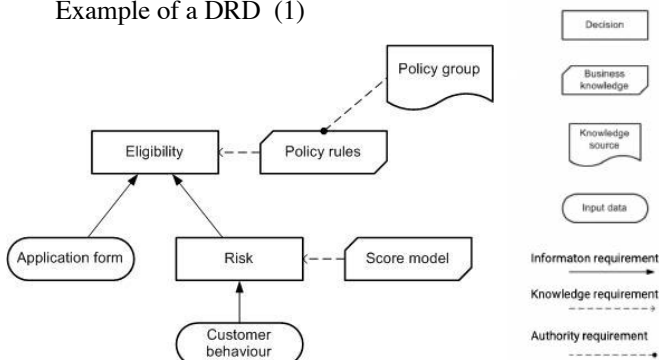 Example of a DRD (1)
Policy group
Eligibility
Policy rules
Application form
Risk
Score model
Customer
behaviour
Decision
Business
knowledge
Knowledge
source
Input data
Informaton requirement
Knowledge requirement
Authority requirement